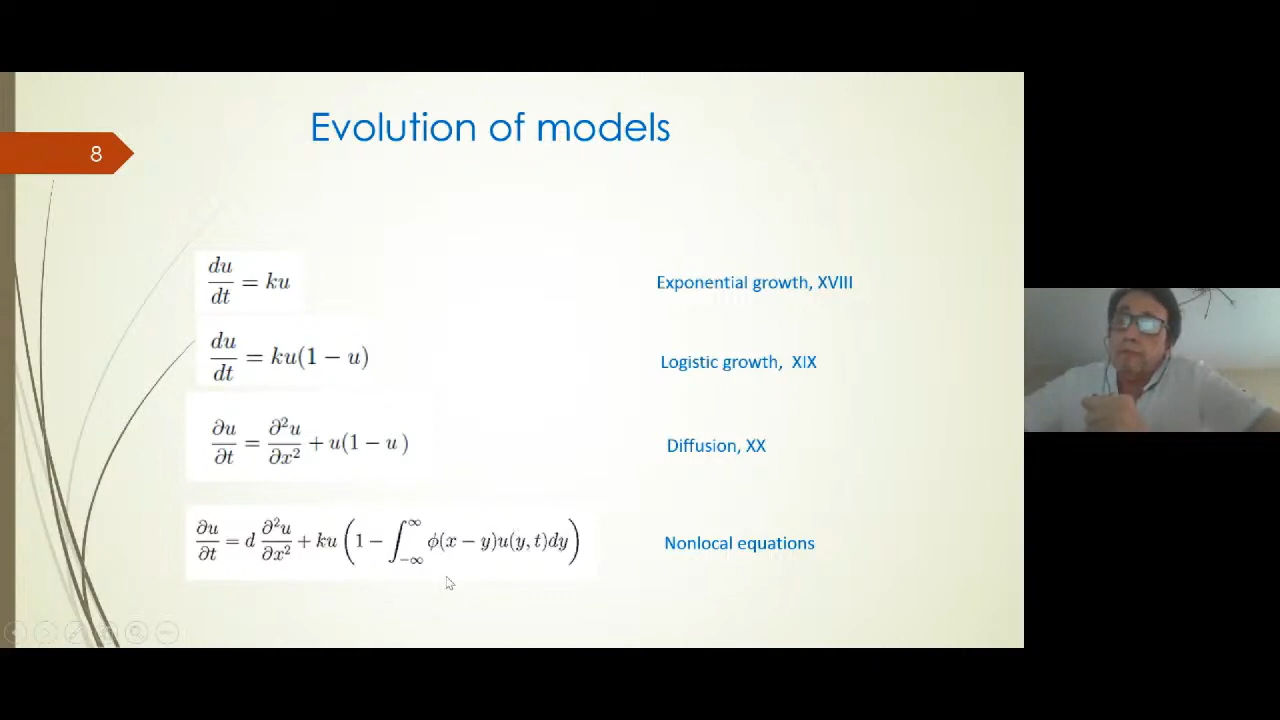 Evolution of models
8
du/dt = ku
Exponential growth, XVIII
du/dt = ku(1 − u)
Logistic growth, XIX
∂u/∂t = ∂²u/∂x² + u(1 − u )
Diffusion, XX
∂u/∂t = d ∂²u/∂x² + ku (1 − ∫_{−∞}^{∞} ϕ(x − y)u(y, t)dy)
Nonlocal equations